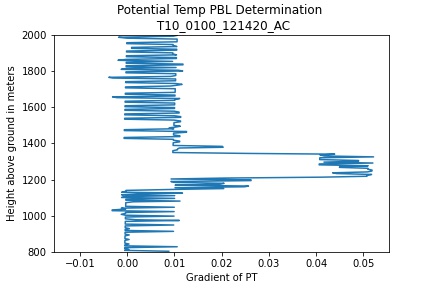 Potential Temp PBL Determination
T10_0100_121420_AC
Height above ground in meters
2000
1800
1600
1400
1200
1000
800
−0.01 0.00 0.01 0.02 0.03 0.04 0.05
Gradient of PT